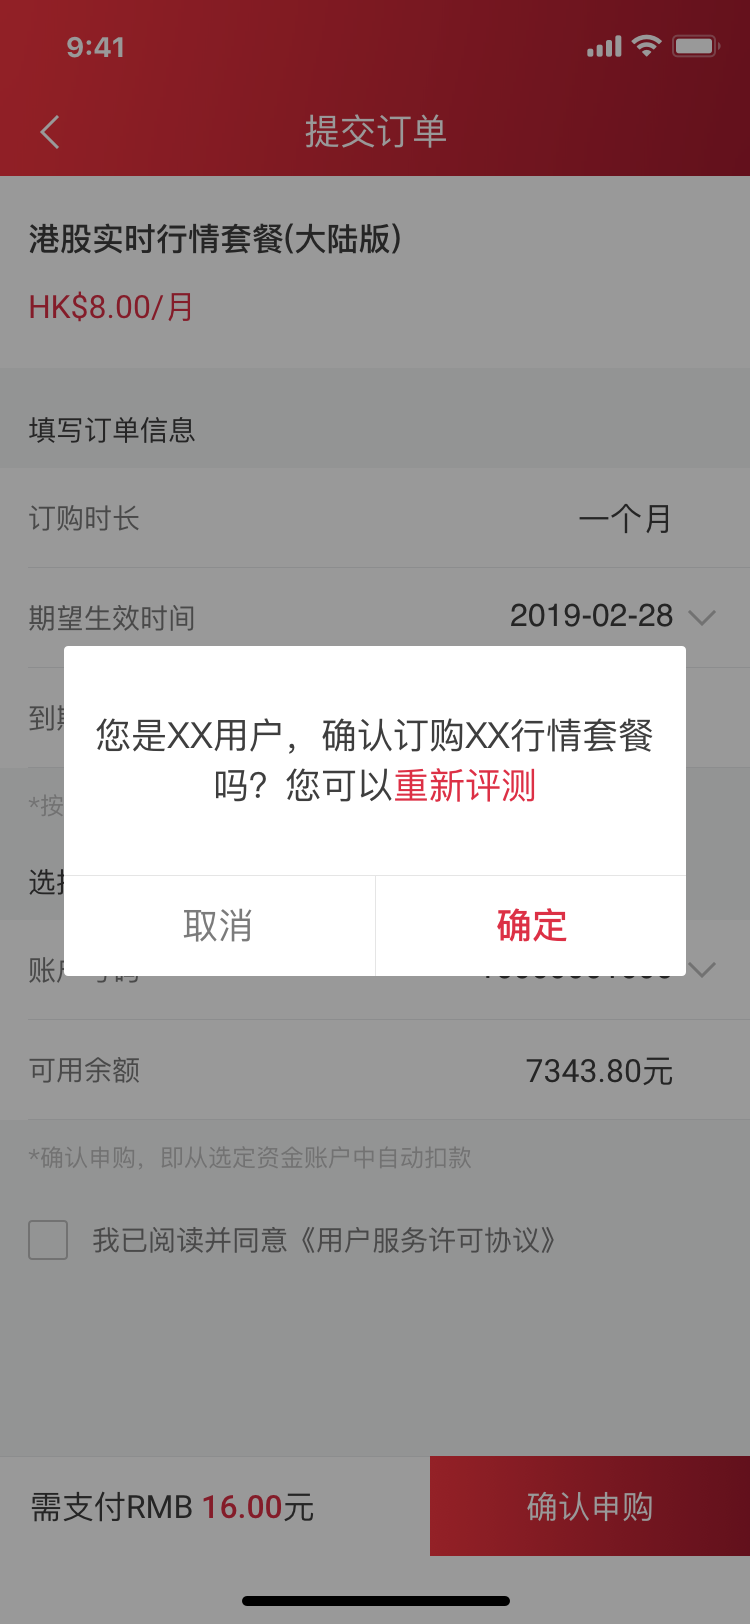 9:41
提交订单
港股实时行情套餐(大陆版)
HK$8.00/月
填写订单信息
订购时长 一个月
期望生效时间 2019-02-28
到
您是XX用户，确认订购XX行情套餐
吗？您可以重新评测
*按
取消 确定
可用余额 7343.80元
*确认申购，即从选定资金账户中自动扣款
我已阅读并同意《用户服务许可协议》
需支付RMB 16.00元 确认申购